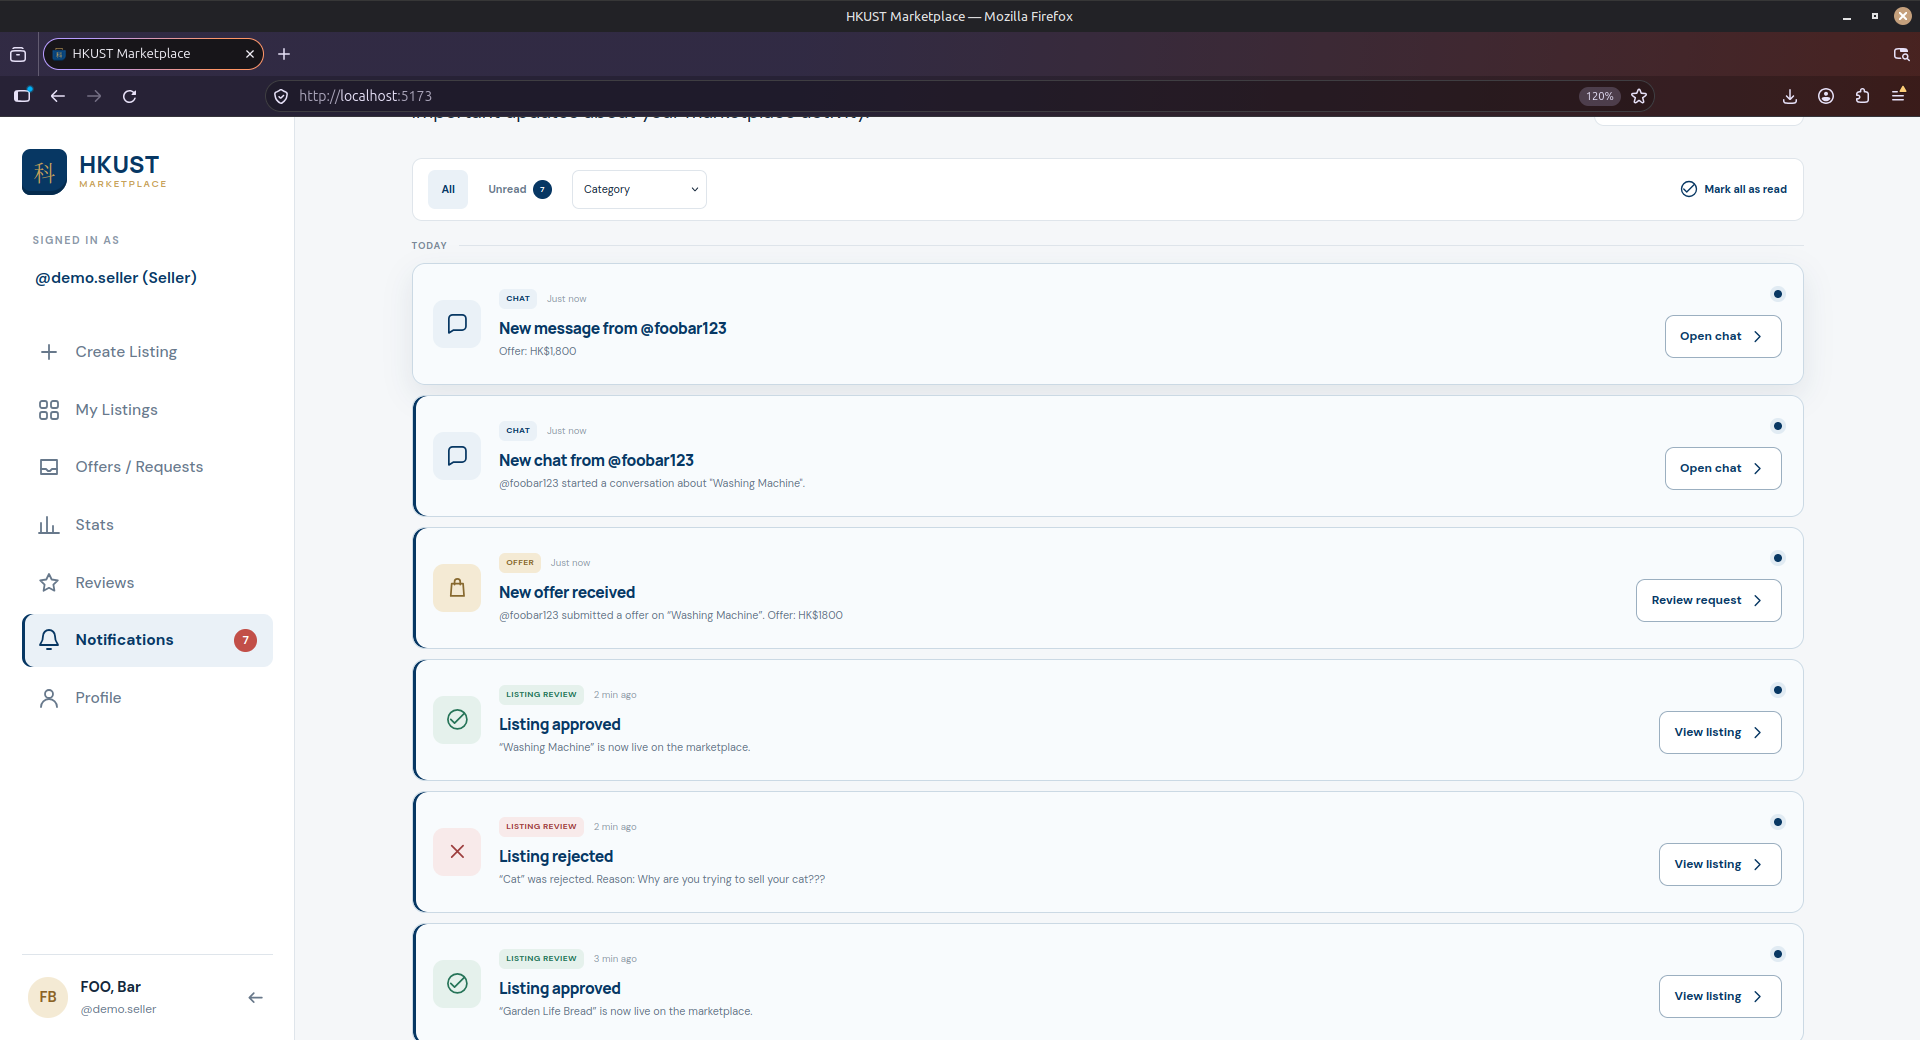 HKUST Marketplace — Mozilla Firefox
HKUST Marketplace
http://localhost:5173
120%
科
HKUST
MARKETPLACE
SIGNED IN AS
@demo.seller (Seller)
Create Listing
My Listings
Offers / Requests
Stats
Reviews
Notifications
7
Profile
FB
FOO, Bar
@demo.seller
important updates about your marketplace activity.
All
Unread 7
Category
Mark all as read
TODAY
CHAT Just now
New message from @foobar123
Offer: HK$1,800
Open chat
CHAT Just now
New chat from @foobar123
@foobar123 started a conversation about "Washing Machine".
Open chat
OFFER Just now
New offer received
@foobar123 submitted a offer on “Washing Machine”. Offer: HK$1800
Review request
LISTING REVIEW 2 min ago
Listing approved
“Washing Machine” is now live on the marketplace.
View listing
LISTING REVIEW 2 min ago
Listing rejected
“Cat” was rejected. Reason: Why are you trying to sell your cat???
View listing
LISTING REVIEW 3 min ago
Listing approved
“Garden Life Bread” is now live on the marketplace.
View listing